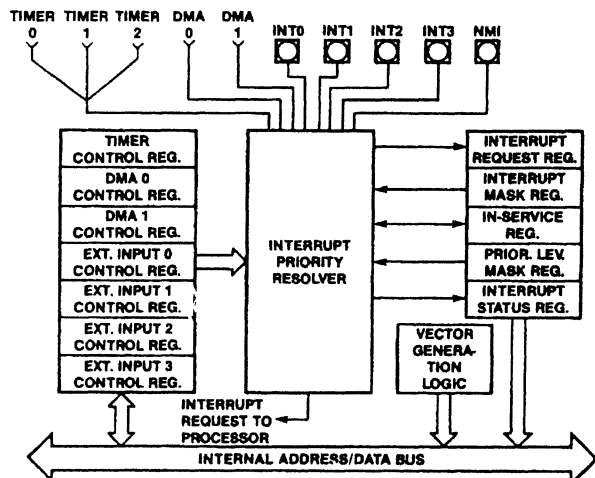 TIMER TIMER TIMER DMA DMA
0 1 2 0 1
INT0 INT1 INT2 INT3 NMI
TIMER
CONTROL REG.
DMA 0
CONTROL REG.
DMA 1
CONTROL REG.
EXT. INPUT 0
CONTROL REG.
EXT. INPUT 1
CONTROL REG.
EXT. INPUT 2
CONTROL REG.
EXT. INPUT 3
CONTROL REG.
INTERRUPT
PRIORITY
RESOLVER
INTERRUPT
REQUEST REG.
INTERRUPT
MASK REG.
IN-SERVICE
REG.
PRIOR. LEV.
MASK REG.
INTERRUPT
STATUS REG.
VECTOR
GENERA-
TION
LOGIC
INTERRUPT
REQUEST TO
PROCESSOR
INTERNAL ADDRESS/DATA BUS